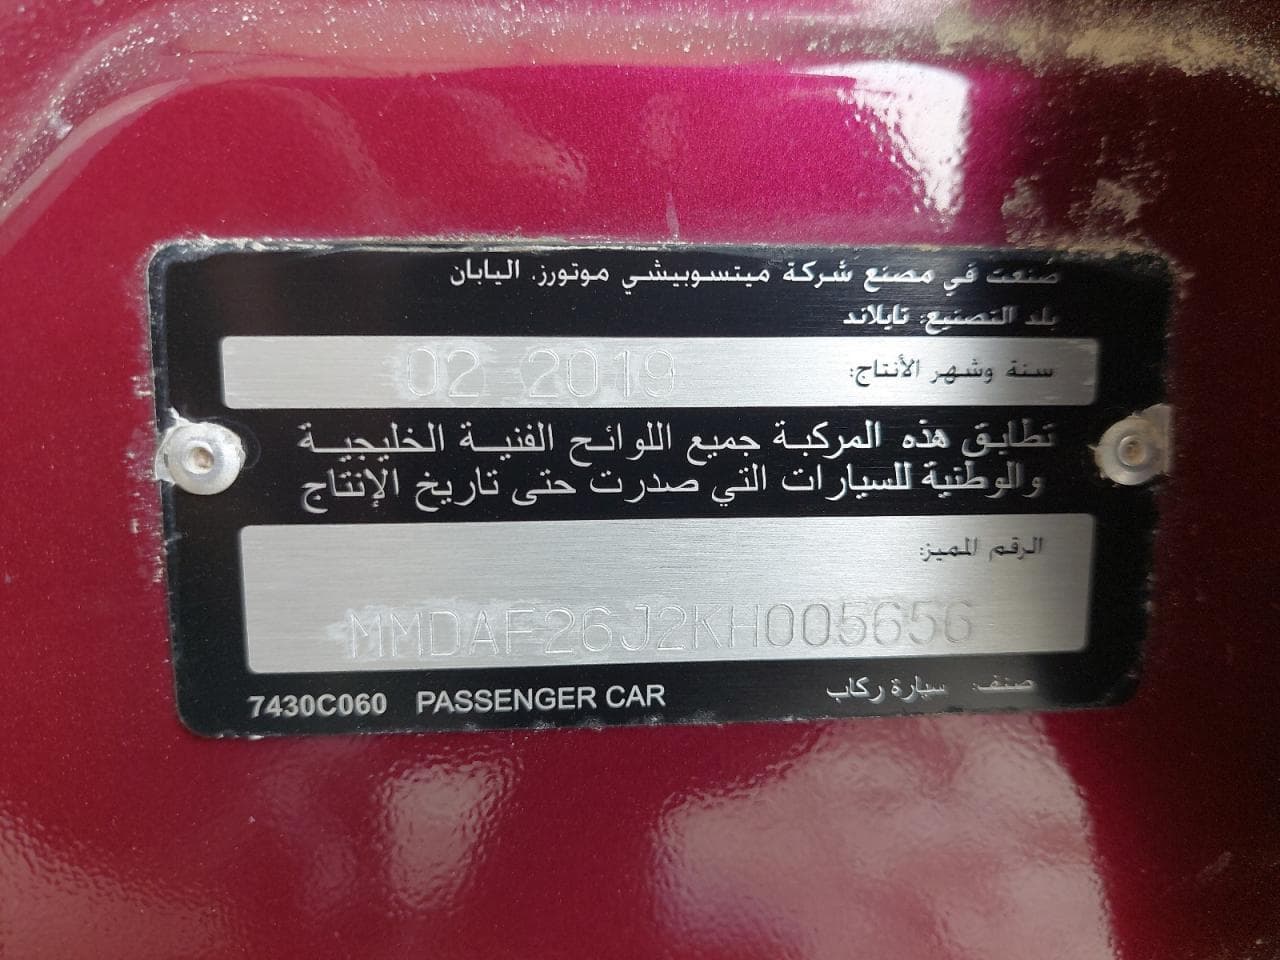 صُنعت في مصنع شركة ميتسوبيشي موتورز. اليابان
بلد التصنيع: تايلاند
سنة وشهر الأنتاج: 02 2019
تطابق هذه المركبة جميع اللوائح الفنية الخليجية
والوطنية للسيارات التي صدرت حتى تاريخ الإنتاج
الرقم المميز:
MMDAF26J2KH005656
صنف: سيارة ركاب PASSENGER CAR 7430C060